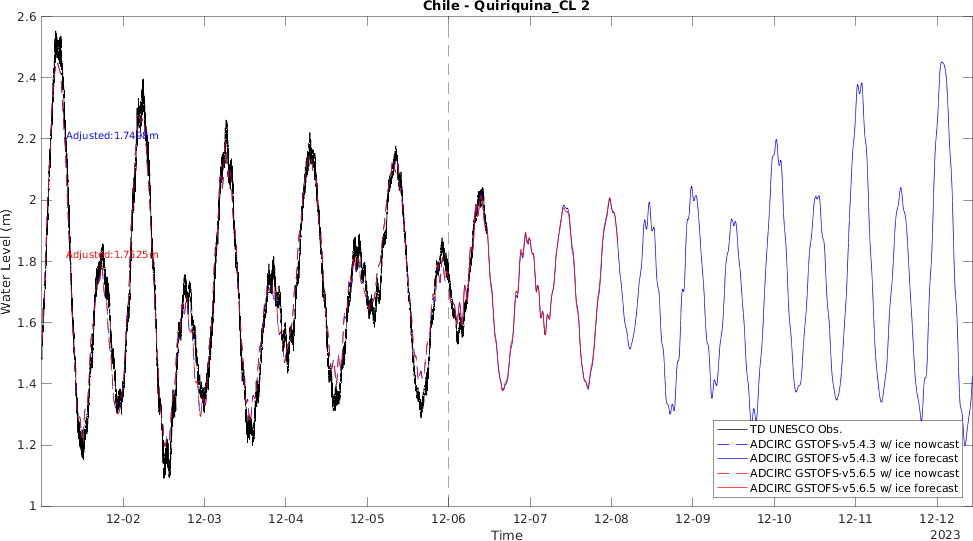 Chile - Quiriquina_CL 2
2.6
2.4
2.2
2
1.8
1.6
1.4
1.2
1
Water Level (m)
Adjusted:1.7498m
Adjusted:1.7525m
TD UNESCO Obs.
ADCIRC GSTOFS-v5.4.3 w/ ice nowcast
ADCIRC GSTOFS-v5.4.3 w/ ice forecast
ADCIRC GSTOFS-v5.6.5 w/ ice nowcast
ADCIRC GSTOFS-v5.6.5 w/ ice forecast
12-02 12-03 12-04 12-05 12-06 12-07 12-08 12-09 12-10 12-11 12-12
Time
2023